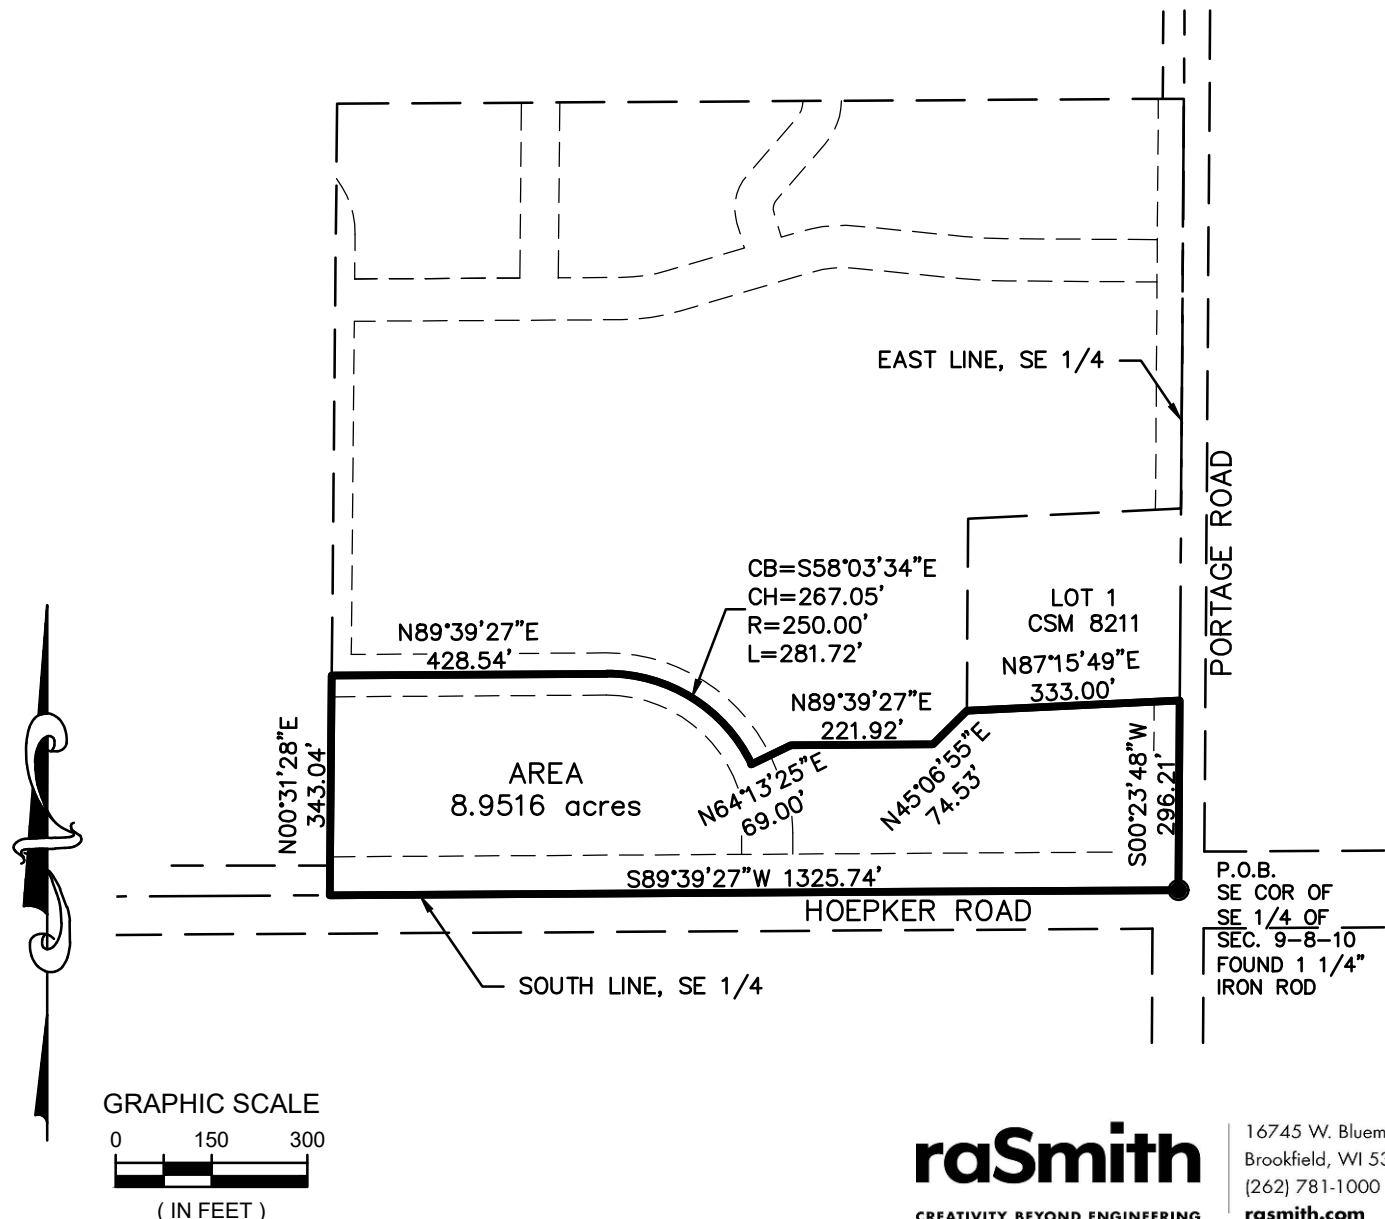 EAST LINE, SE 1/4
PORTAGE ROAD
CB=S58°03'34"E
CH=267.05'
R=250.00'
L=281.72'
LOT 1
CSM 8211
N89°39'27"E
428.54'
N87°15'49"E
333.00'
N89°39'27"E
221.92'
N00°31'28"E
343.04'
AREA
8.9516 acres
N64°13'25"E
69.00'
N45°06'55"E
74.53'
S00°23'48"W
296.21'
S89°39'27"W 1325.74'
HOEPKER ROAD
P.O.B.
SE COR OF
SE 1/4 OF
SEC. 9-8-10
FOUND 1 1/4"
IRON ROD
SOUTH LINE, SE 1/4
GRAPHIC SCALE
0 150 300
( IN FEET )
raSmith
CREATIVITY BEYOND ENGINEERING
16745 W. Bluem
Brookfield, WI 53
(262) 781-1000
rasmith.com